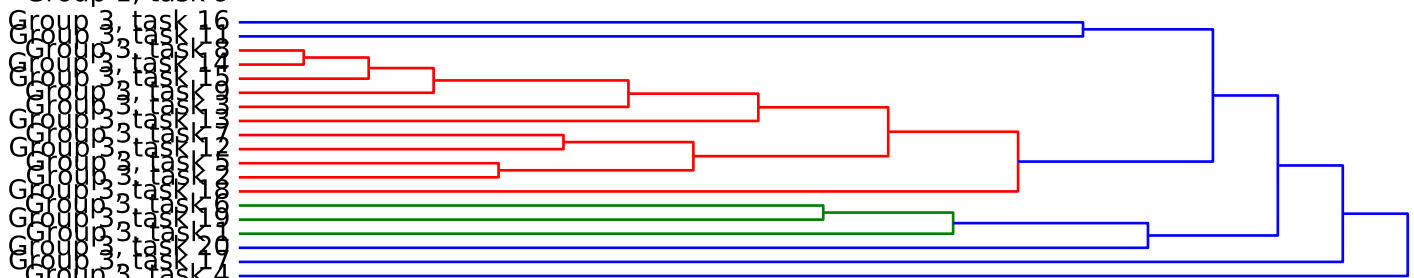 Group 3, task 16
Group 3, task 11
Group 3, task 8
Group 3, task 14
Group 3, task 15
Group 3, task 9
Group 3, task 3
Group 3, task 13
Group 3, task 7
Group 3, task 12
Group 3, task 5
Group 3, task 2
Group 3, task 18
Group 3, task 6
Group 3, task 19
Group 3, task 1
Group 3, task 20
Group 3, task 17
Group 3, task 4